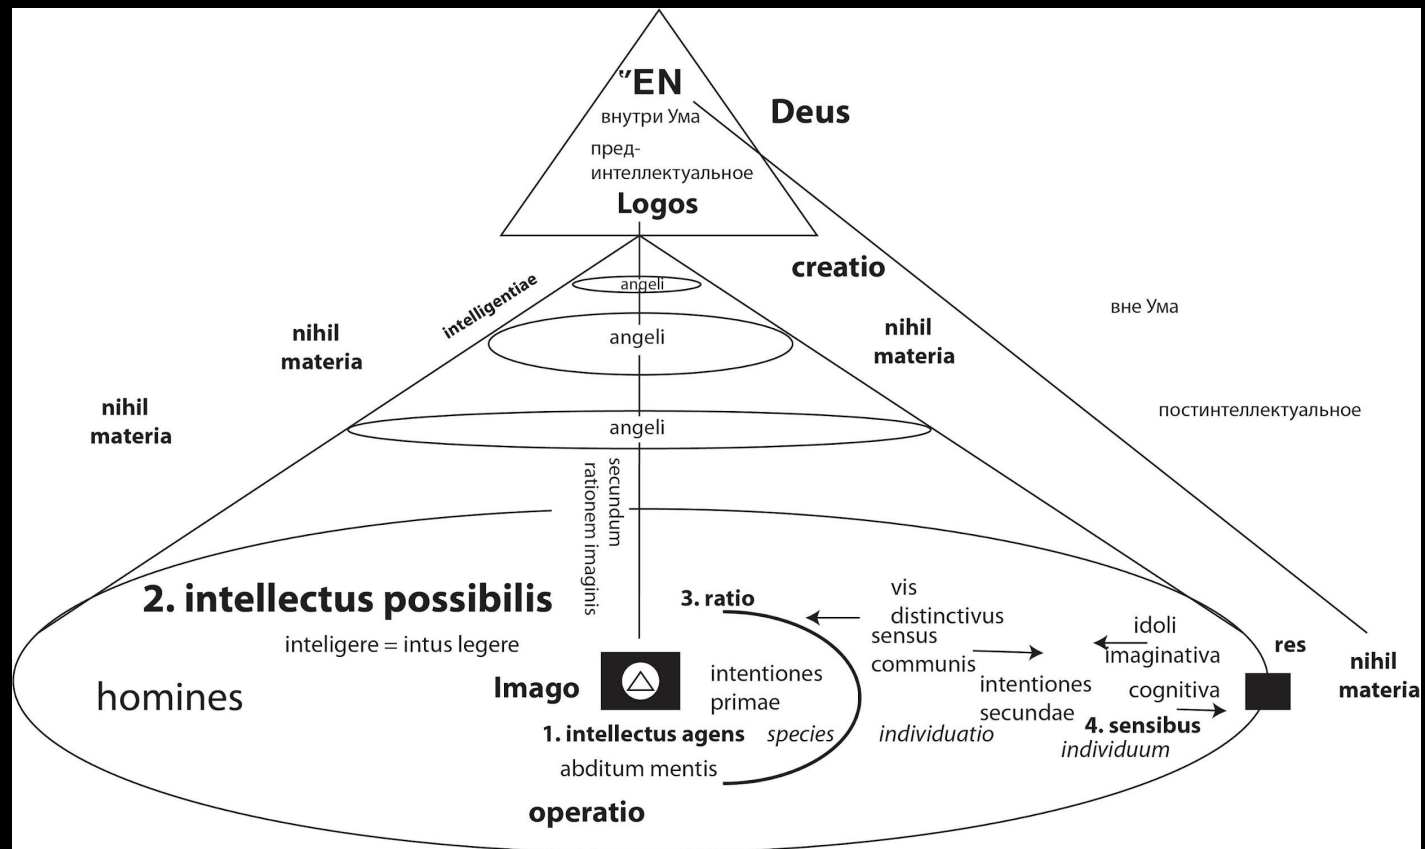 ῞EN
внутри Ума
пред-
интеллектуальное
Logos
Deus
creatio
intelligentiae
angeli
angeli
angeli
nihil
materia
nihil
materia
nihil
materia
вне Ума
постинтеллектуальное
secundum
rationem imaginis
2. intellectus possibilis
inteligere = intus legere
homines
Imago
1. intellectus agens
abditum mentis
operatio
3. ratio
intentiones
primae
species
vis
distinctivus
sensus
communis
individuatio
intentiones
secundae
idoli
imaginativa
cognitiva
4. sensibus
individuum
res
nihil
materia